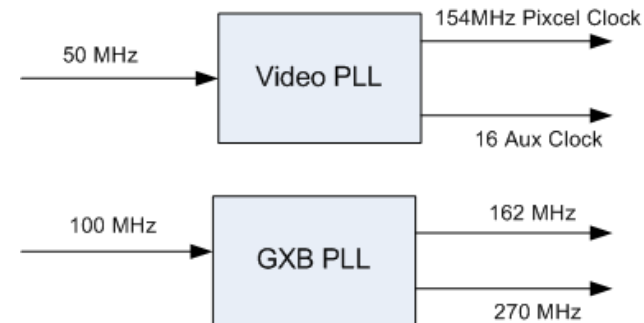 154MHz Pixcel Clock
50 MHz
Video PLL
16 Aux Clock
100 MHz
162 MHz
GXB PLL
270 MHz